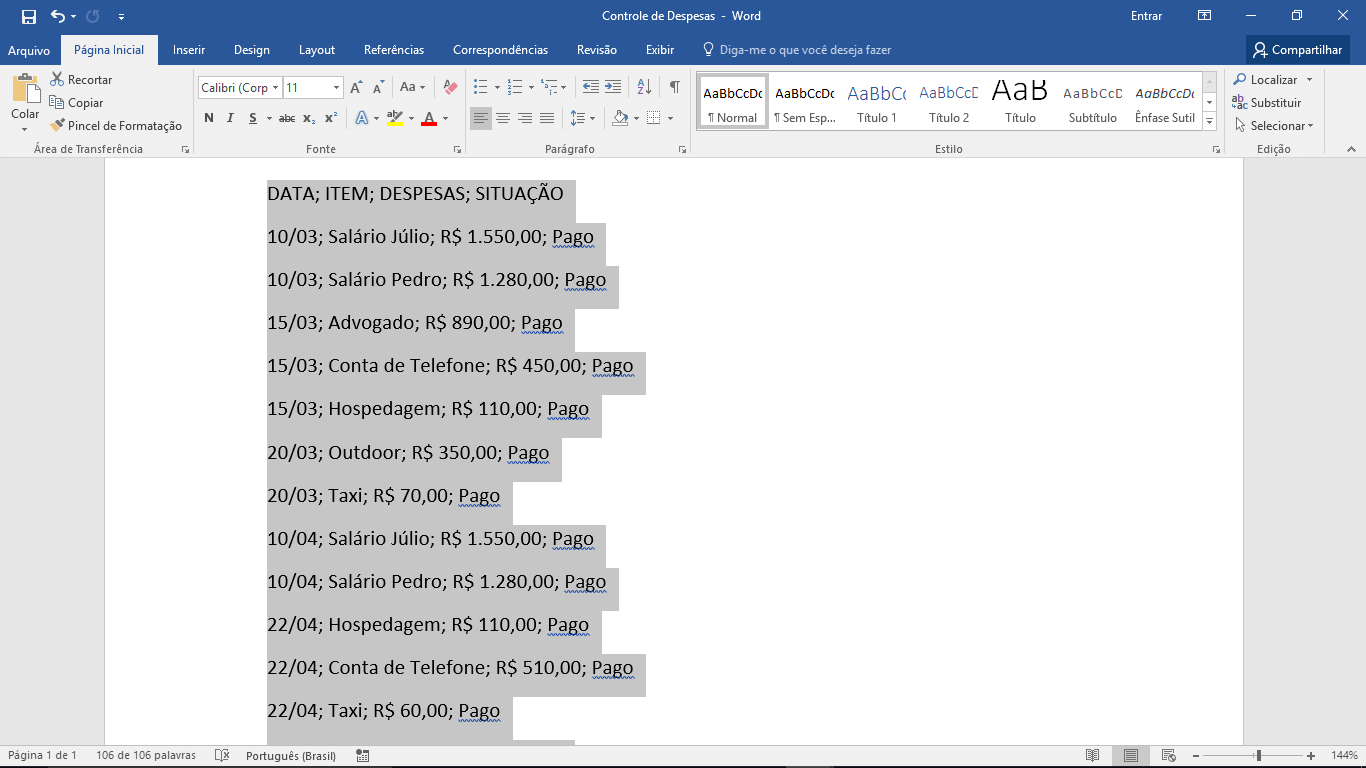 Controle de Despesas - Word
Entrar
Arquivo Página Inicial Inserir Design Layout Referências Correspondências Revisão Exibir Diga-me o que você deseja fazer Compartilhar
Colar
Recortar
Copiar
Pincel de Formatação
Área de Transferência
Calibri (Corp 11
A A Aa
N I S abc x₂ x² A ab A
Fonte
Parágrafo
AaBbCcDc AaBbCcDc AaBbCc AaBbCcD AaB AaBbCcD AaBbCcDc
¶ Normal ¶ Sem Esp... Título 1 Título 2 Título Subtítulo Ênfase Sutil
Estilo
Localizar
Substituir
Selecionar
Edição
DATA; ITEM; DESPESAS; SITUAÇÃO
10/03; Salário Júlio; R$ 1.550,00; Pago
10/03; Salário Pedro; R$ 1.280,00; Pago
15/03; Advogado; R$ 890,00; Pago
15/03; Conta de Telefone; R$ 450,00; Pago
15/03; Hospedagem; R$ 110,00; Pago
20/03; Outdoor; R$ 350,00; Pago
20/03; Taxi; R$ 70,00; Pago
10/04; Salário Júlio; R$ 1.550,00; Pago
10/04; Salário Pedro; R$ 1.280,00; Pago
22/04; Hospedagem; R$ 110,00; Pago
22/04; Conta de Telefone; R$ 510,00; Pago
22/04; Taxi; R$ 60,00; Pago
Página 1 de 1 106 de 106 palavras Português (Brasil) 144%